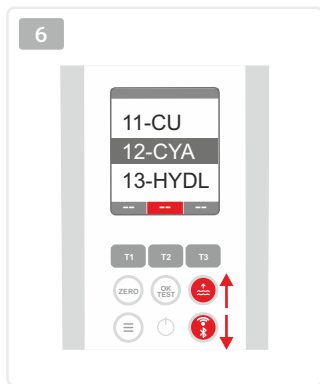 6
11-CU
12-CYA
13-HYDL
-- -- --
T1 T2 T3
ZERO OK TEST